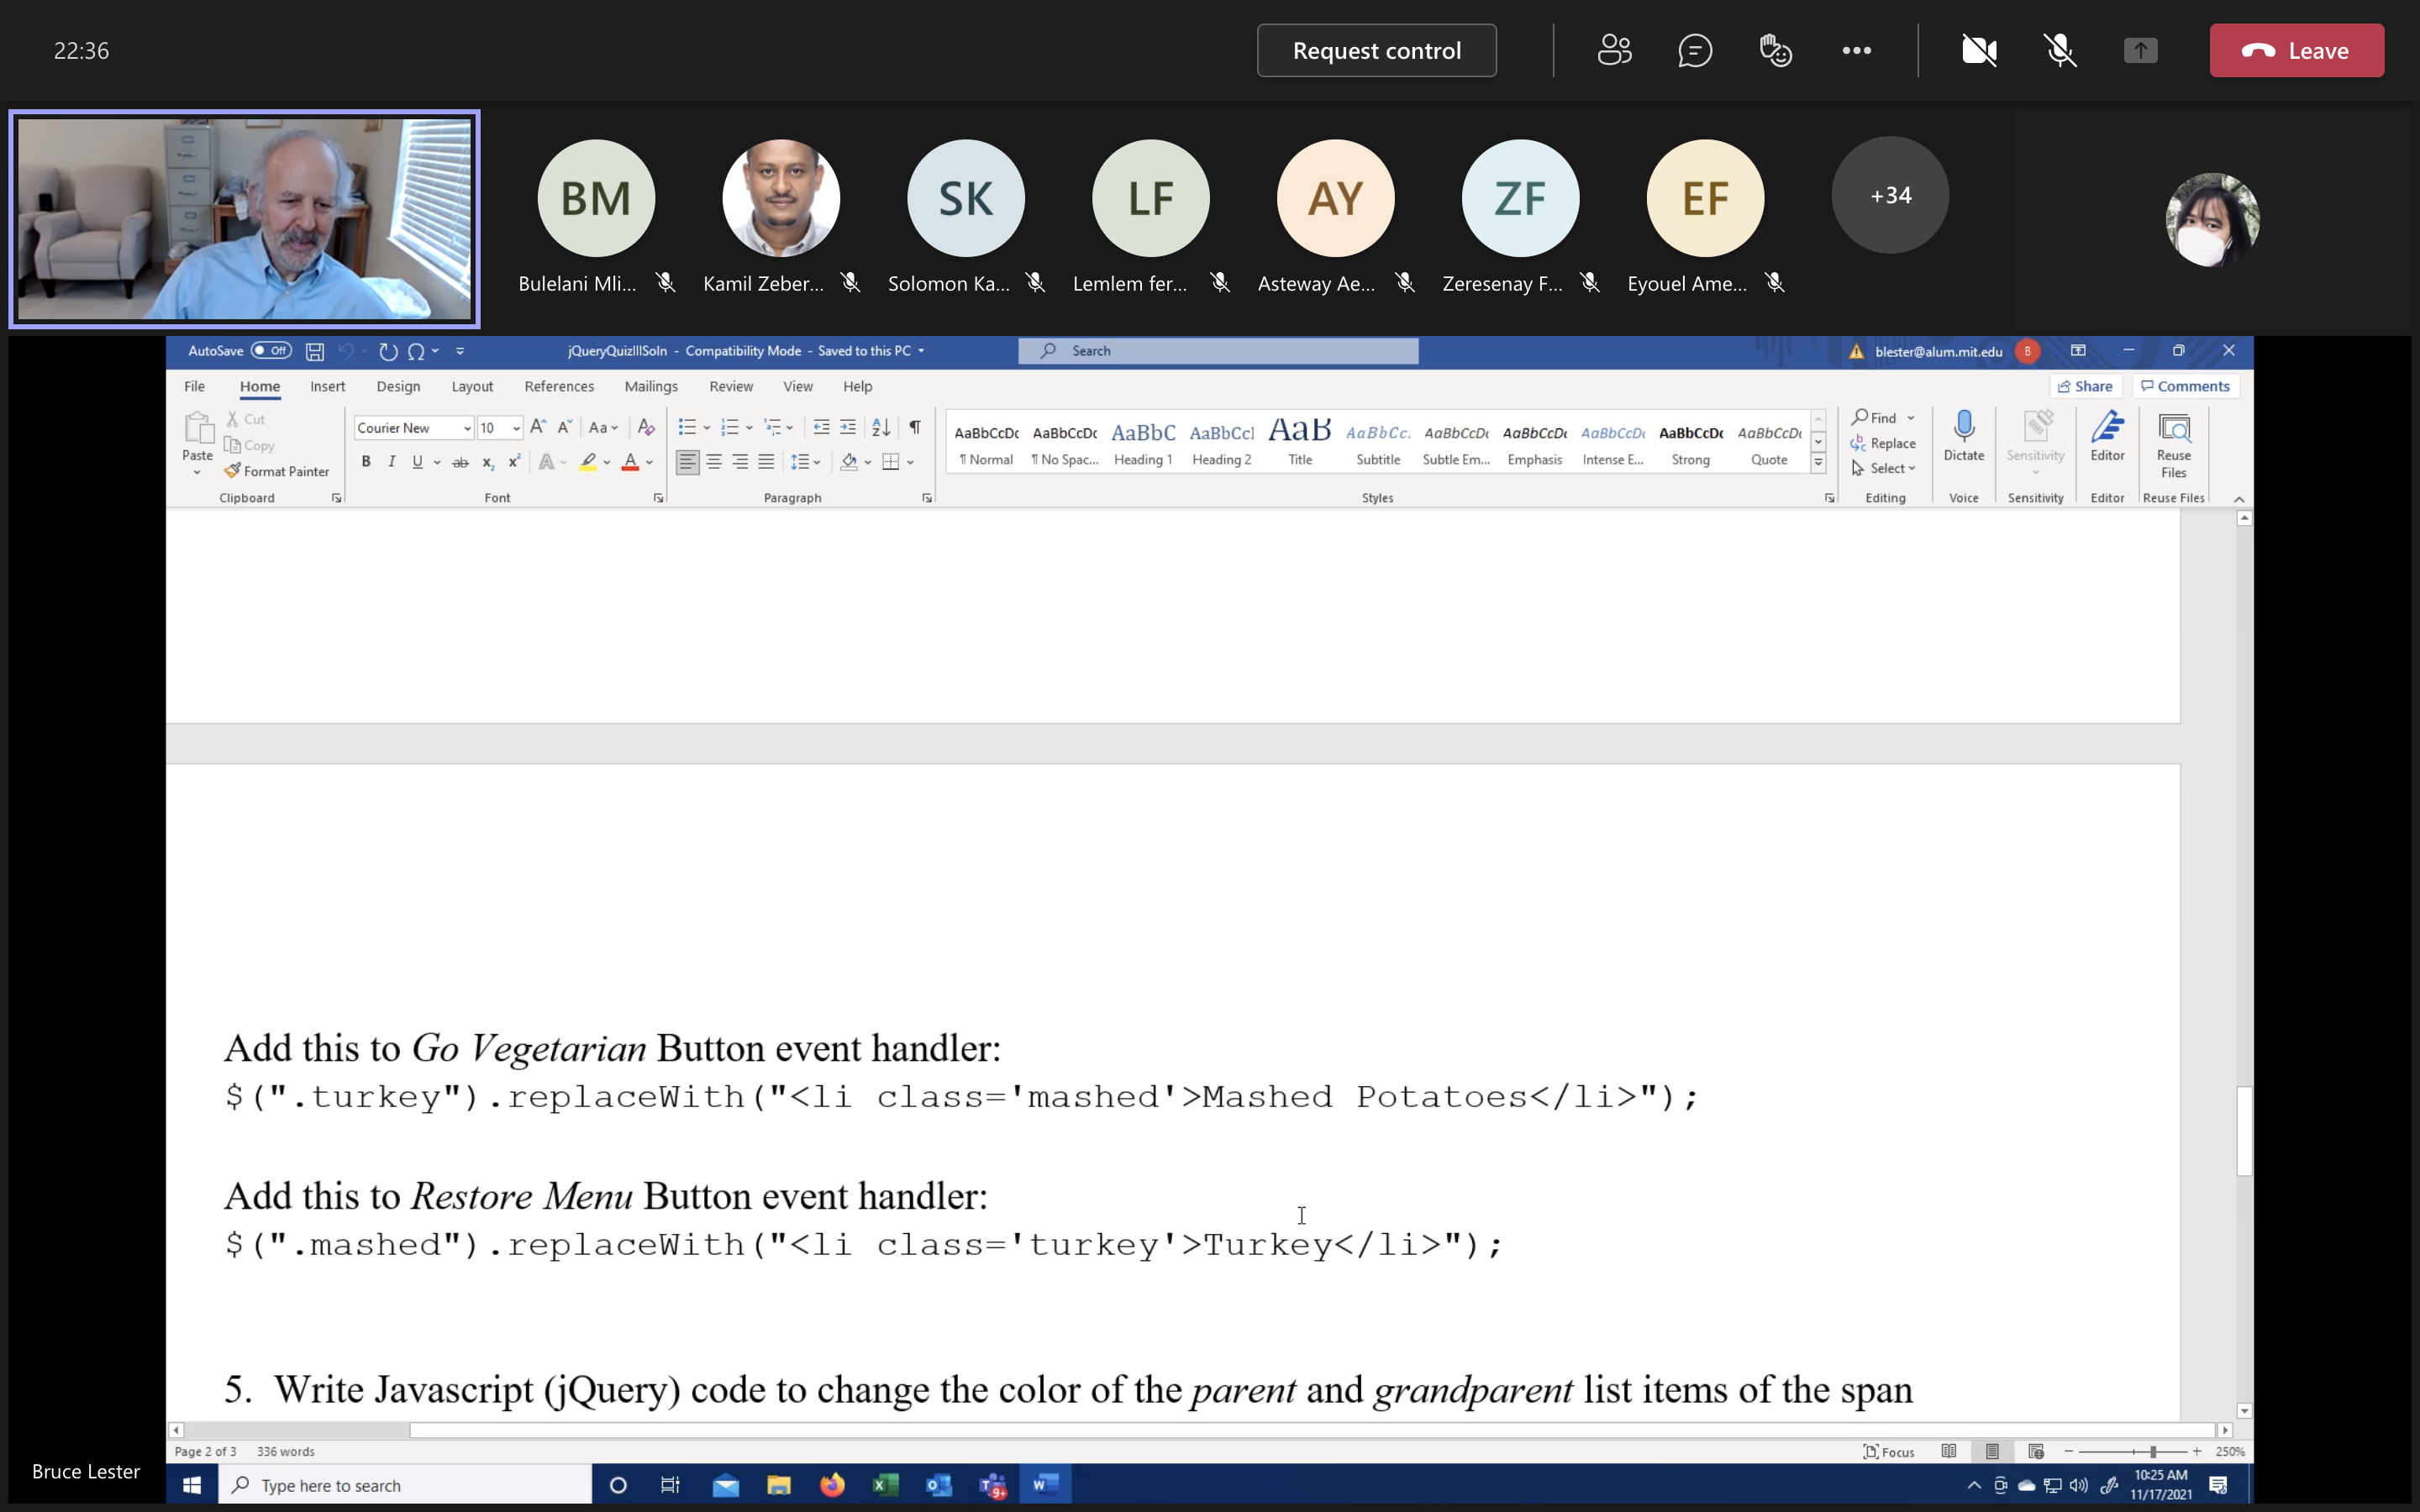 22:36
Request control
Leave
BM
SK
LF
AY
ZF
EF
+34
Bulelani Mli...
Kamil Zeber...
Solomon Ka...
Lemlem fer...
Asteway Ae...
Zeresenay F...
Eyouel Ame...
AutoSave Off
jQueryQuizIIISoln - Compatibility Mode - Saved to this PC
Search
blester@alum.mit.edu B
File Home Insert Design Layout References Mailings Review View Help
Share Comments
Paste
Cut
Copy
Format Painter
Clipboard
Courier New 10
Font
Paragraph
AaBbCcDc AaBbCcDc AaBbC AaBbCcI AaB AaBbCc. AaBbCcDc AaBbCcDc AaBbCcDc AaBbCcDc AaBbCcDc
¶ Normal ¶ No Spac... Heading 1 Heading 2 Title Subtitle Subtle Em... Emphasis Intense E... Strong Quote
Styles
Find
Replace
Select
Editing
Dictate
Voice
Sensitivity
Sensitivity
Editor
Editor
Reuse
Files
Reuse Files
Add this to Go Vegetarian Button event handler:
$(".turkey").replaceWith("<li class='mashed'>Mashed Potatoes</li>");
Add this to Restore Menu Button event handler:
$(".mashed").replaceWith("<li class='turkey'>Turkey</li>");
5. Write Javascript (jQuery) code to change the color of the parent and grandparent list items of the span
Page 2 of 3 336 words
Focus
250%
Bruce Lester
Type here to search
9+
10:25 AM
11/17/2021